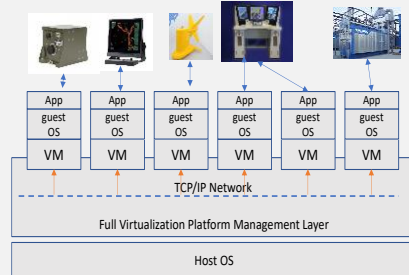 App App App App App App
guest guest guest guest guest guest
OS OS OS OS OS OS
VM VM VM VM VM VM
TCP/IP Network
Full Virtualization Platform Management Layer
Host OS